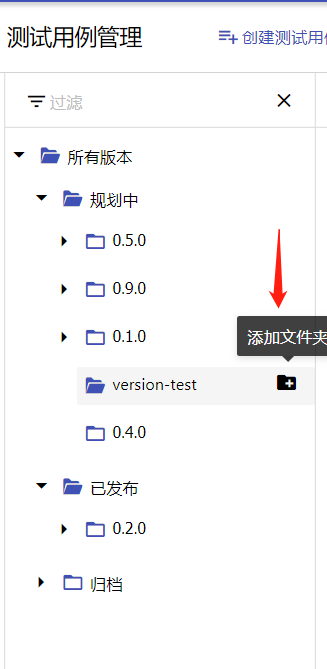 测试用例管理
创建测试用
过滤
所有版本
规划中
0.5.0
0.9.0
0.1.0
添加文件夹
version-test
0.4.0
已发布
0.2.0
归档